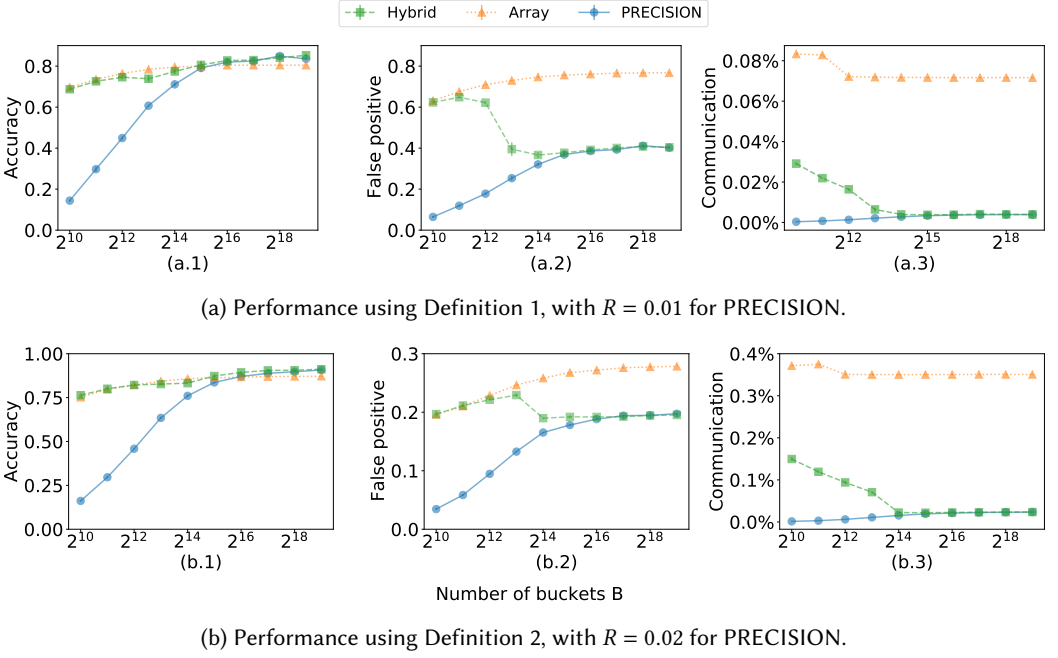 Hybrid Array PRECISION
Accuracy
0.8
0.6
0.4
0.2
0.0
2^10 2^12 2^14 2^16 2^18
(a.1)
False positive
0.8
0.6
0.4
0.2
0.0
2^10 2^12 2^14 2^16 2^18
(a.2)
Communication
0.08%
0.06%
0.04%
0.02%
0.00%
2^12 2^15 2^18
(a.3)
(a) Performance using Definition 1, with R = 0.01 for PRECISION.
Accuracy
1.00
0.75
0.50
0.25
0.00
2^10 2^12 2^14 2^16 2^18
(b.1)
False positive
0.3
0.2
0.1
0.0
2^10 2^12 2^14 2^16 2^18
(b.2)
Communication
0.4%
0.3%
0.2%
0.1%
0.0%
2^10 2^12 2^14 2^16 2^18
(b.3)
Number of buckets B
(b) Performance using Definition 2, with R = 0.02 for PRECISION.